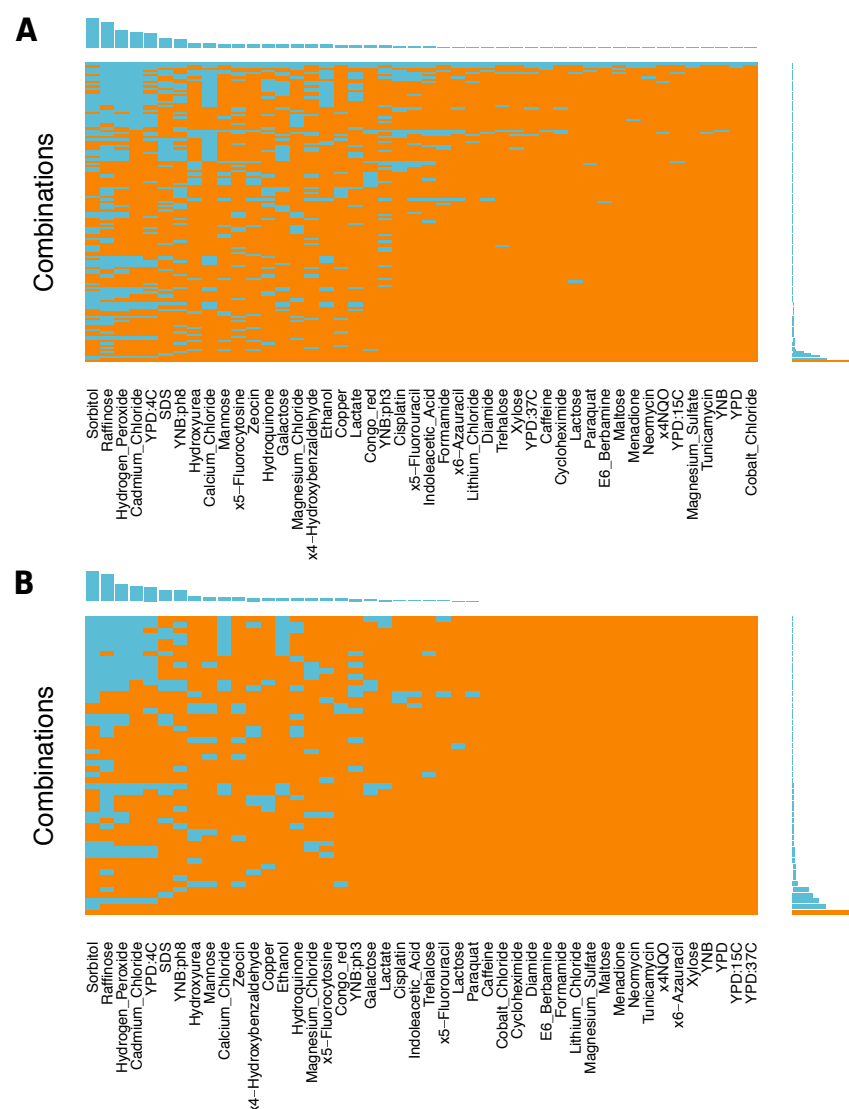 A
Combinations
Sorbitol
Raffinose
Hydrogen_Peroxide
Cadmium_Chloride
YPD:4C
SDS
YNB:ph8
Hydroxyurea
Calcium_Chloride
Mannose
x5−Fluorocytosine
Zeocin
Hydroquinone
Galactose
Magnesium_Chloride
x4−Hydroxybenzaldehyde
Ethanol
Copper
Lactate
Congo_red
YNB:ph3
Cisplatin
x5−Fluorouracil
Indoleacetic_Acid
Formamide
x6−Azauracil
Lithium_Chloride
Diamide
Trehalose
Xylose
YPD:37C
Caffeine
Cycloheximide
Lactose
Paraquat
E6_Berbamine
Maltose
Menadione
Neomycin
x4NQO
YPD:15C
Magnesium_Sulfate
Tunicamycin
YNB
YPD
Cobalt_Chloride
B
Combinations
Sorbitol
Raffinose
Hydrogen_Peroxide
Cadmium_Chloride
YPD:4C
SDS
YNB:ph8
Hydroxyurea
Mannose
Calcium_Chloride
Zeocin
x4−Hydroxybenzaldehyde
Copper
Ethanol
Hydroquinone
Magnesium_Chloride
x5−Flurocytosine
Congo_red
YNB:ph3
Galactose
Lactate
Cisplatin
Indoleacetic_Acid
Trehalose
x5−Fluorouracil
Lactose
Paraquat
Caffeine
Cobalt_Chloride
Cycloheximide
Diamide
E6_Berbamine
Formamide
Lithium_Chloride
Magnesium_Sulfate
Maltose
Menadione
Neomycin
Tunicamycin
x4NQO
x6−Azauracil
Xylose
YNB
YPD
YPD:15C
YPD:37C